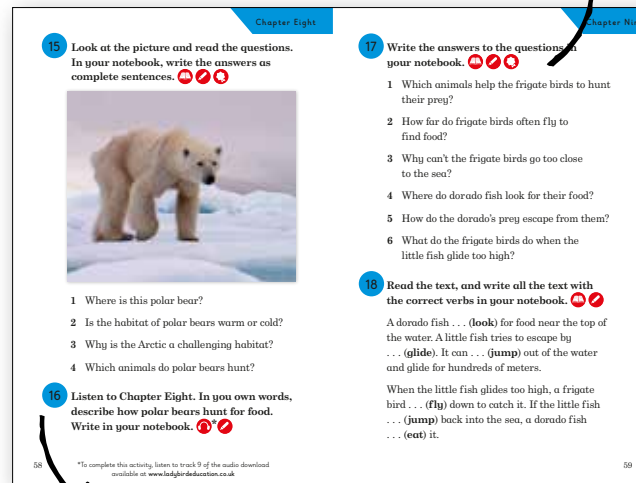 Chapter Eight
15 Look at the picture and read the questions.
In your notebook, write the answers as
complete sentences.
1 Where is this polar bear?
2 Is the habitat of polar bears warm or cold?
3 Why is the Arctic a challenging habitat?
4 Which animals do polar bears hunt?
16 Listen to Chapter Eight. In you own words,
describe how polar bears hunt for food.
Write in your notebook. *
58
*To complete this activity, listen to track 9 of the audio download
available at www.ladybirdeducation.co.uk
Chapter
17 Write the answers to the questions in
your notebook.
1 Which animals help the frigate birds to hunt
their prey?
2 How far do frigate birds often fly to
find food?
3 Why can't the frigate birds go too close
to the sea?
4 Where do dorado fish look for their food?
5 How do the dorado's prey escape from them?
6 What do the frigate birds do when the
little fish glide too high?
18 Read the text, and write all the text with
the correct verbs in your notebook.
A dorado fish . . . (look) for food near the top of
the water. A little fish tries to escape by
. . . (glide). It can . . . (jump) out of the water
and glide for hundreds of meters.
When the little fish glides too high, a frigate
bird . . . (fly) down to catch it. If the little fish
. . . (jump) back into the sea, a dorado fish
. . . (eat) it.
59